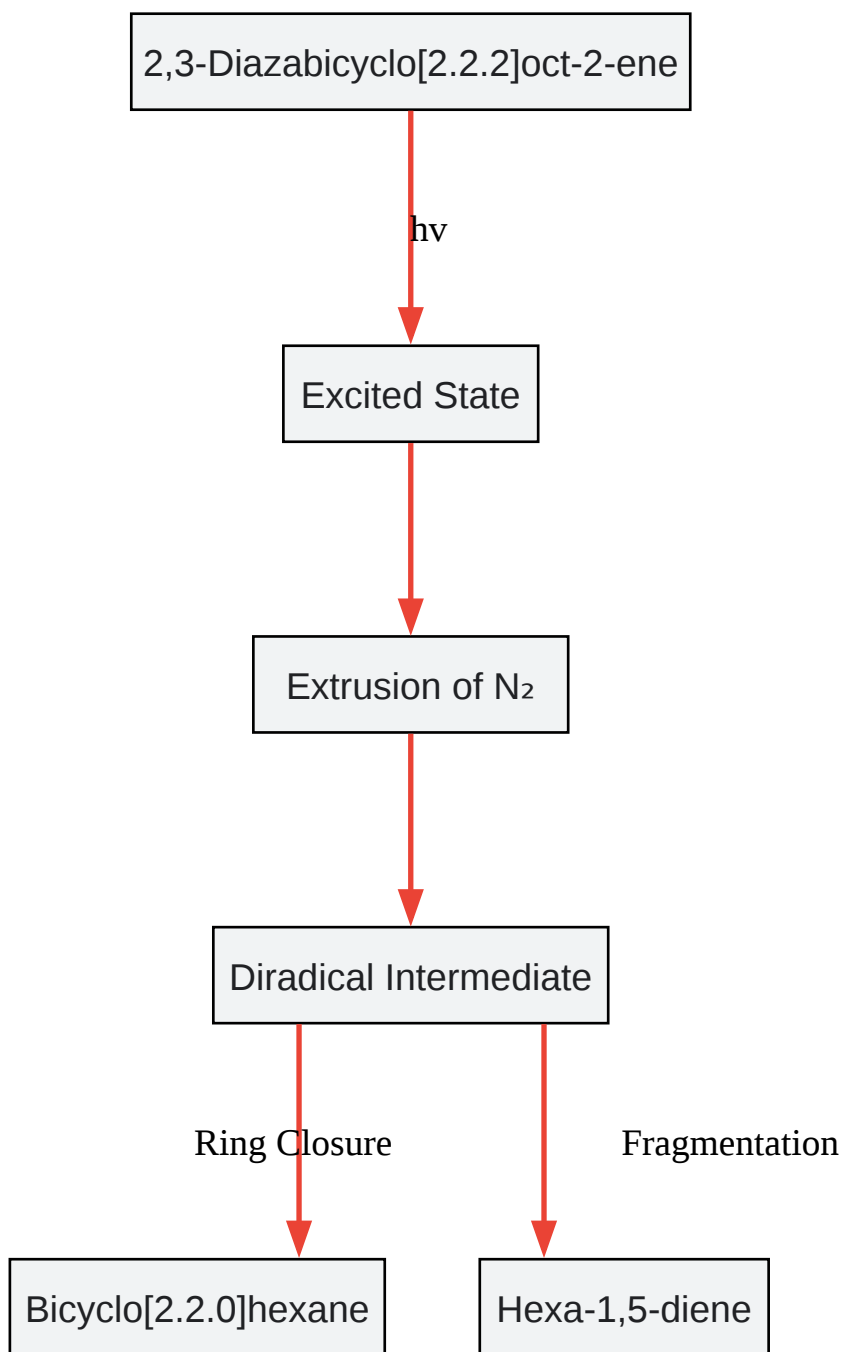 2,3-Diazabicyclo[2.2.2]oct-2-ene
hv
Excited State
Extrusion of N₂
Diradical Intermediate
Ring Closure
Fragmentation
Bicyclo[2.2.0]hexane
Hexa-1,5-diene